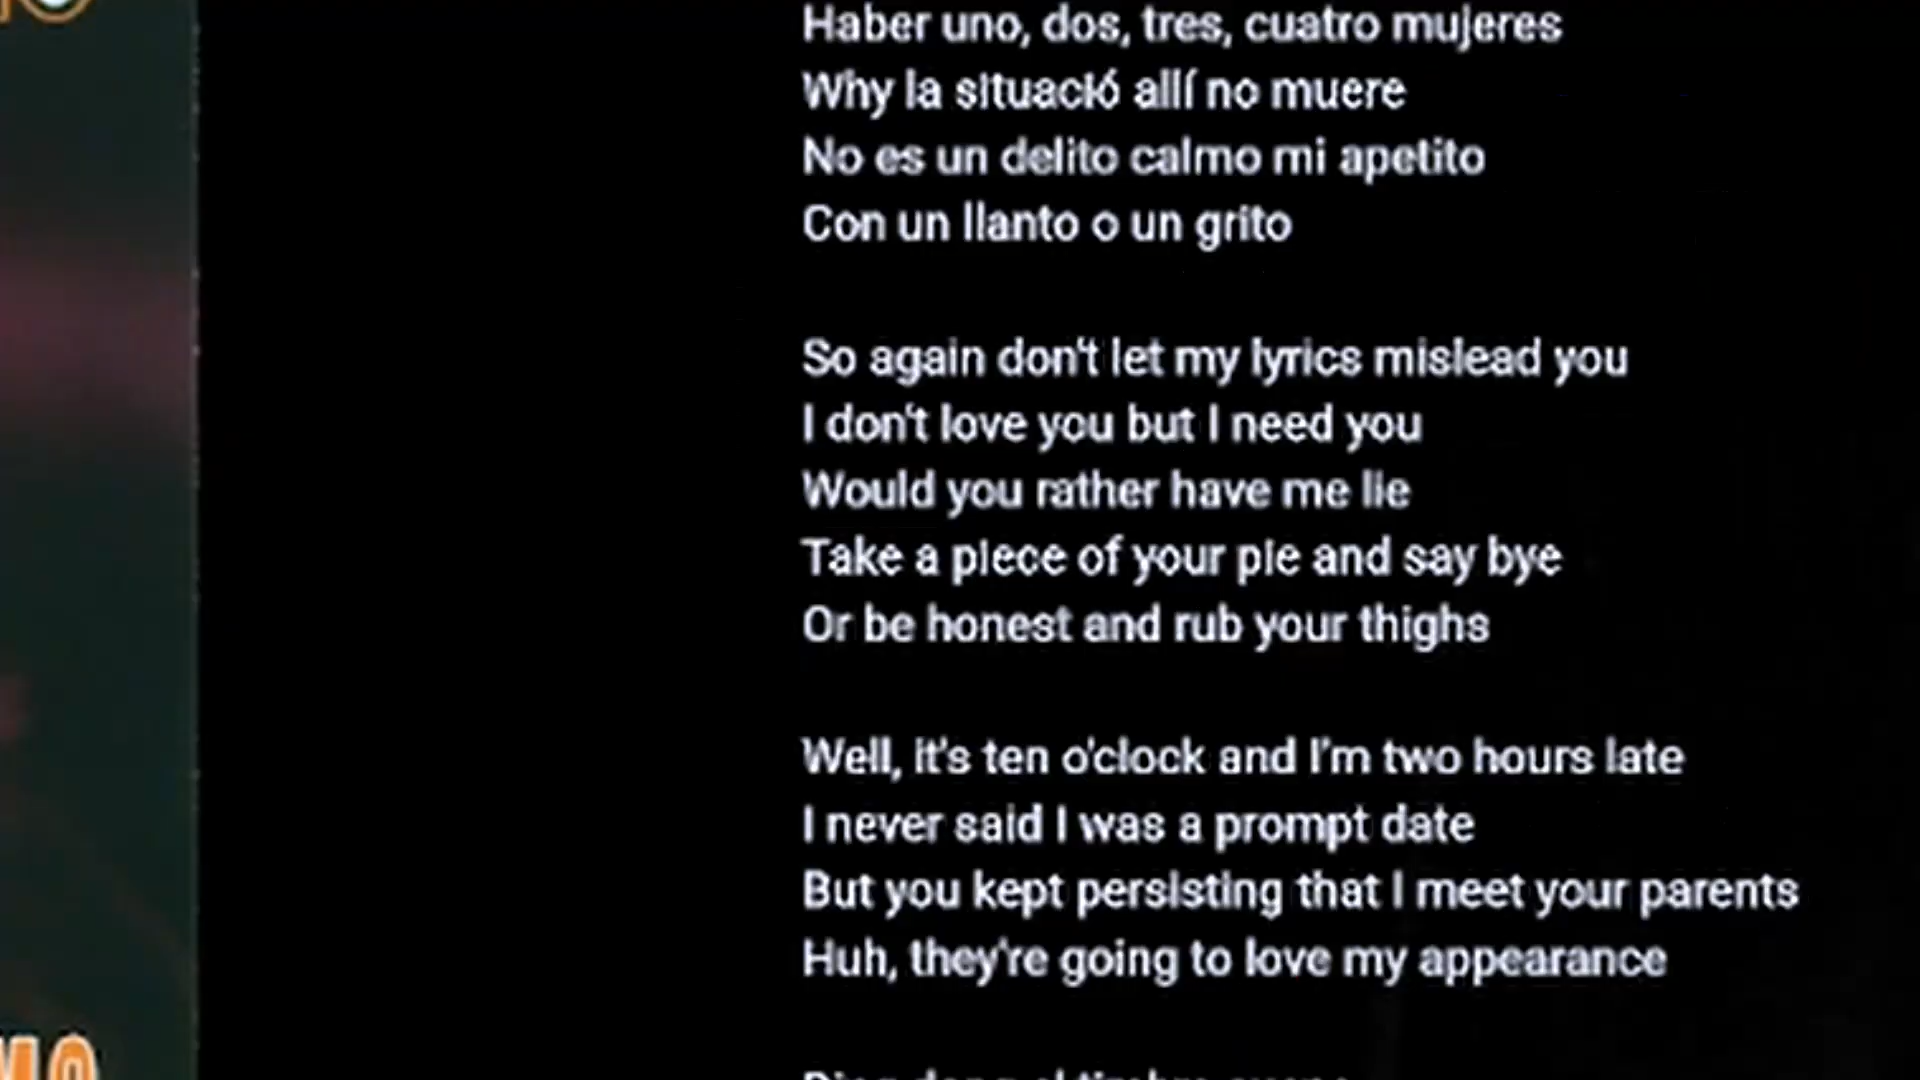 Haber uno, dos, tres, cuatro mujeres
Why la situació allí no muere
No es un delito calmo mi apetito
Con un llanto o un grito
So again don't let my lyrics mislead you
I don't love you but I need you
Would you rather have me lie
Take a piece of your pie and say bye
Or be honest and rub your thighs
Well, it's ten o'clock and I'm two hours late
I never said I was a prompt date
But you kept persisting that I meet your parents
Huh, they're going to love my appearance